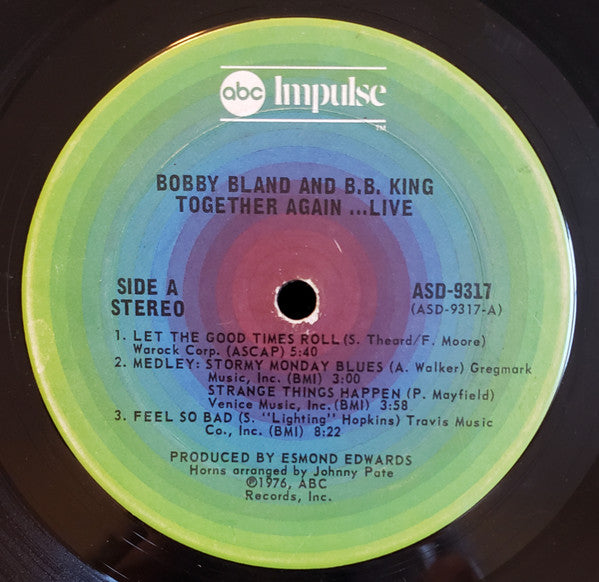 abc Impulse
TM
BOBBY BLAND AND B.B. KING
TOGETHER AGAIN ...LIVE
SIDE A
STEREO
ASD-9317
(ASD-9317-A)
1. LET THE GOOD TIMES ROLL (S. Theard/F. Moore)
Warock Corp. (ASCAP) 5:40
2. MEDLEY: STORMY MONDAY BLUES (A. Walker) Gregmark
Music, Inc. (BMI) 3:00
STRANGE THINGS HAPPEN (P. Mayfield)
Venice Music, Inc. (BMI) 3:58
3. FEEL SO BAD (S. "Lighting" Hopkins) Travis Music
Co., Inc. (BMI) 8:22
PRODUCED BY ESMOND EDWARDS
Horns arranged by Johnny Pate
℗1976, ABC
Records, Inc.